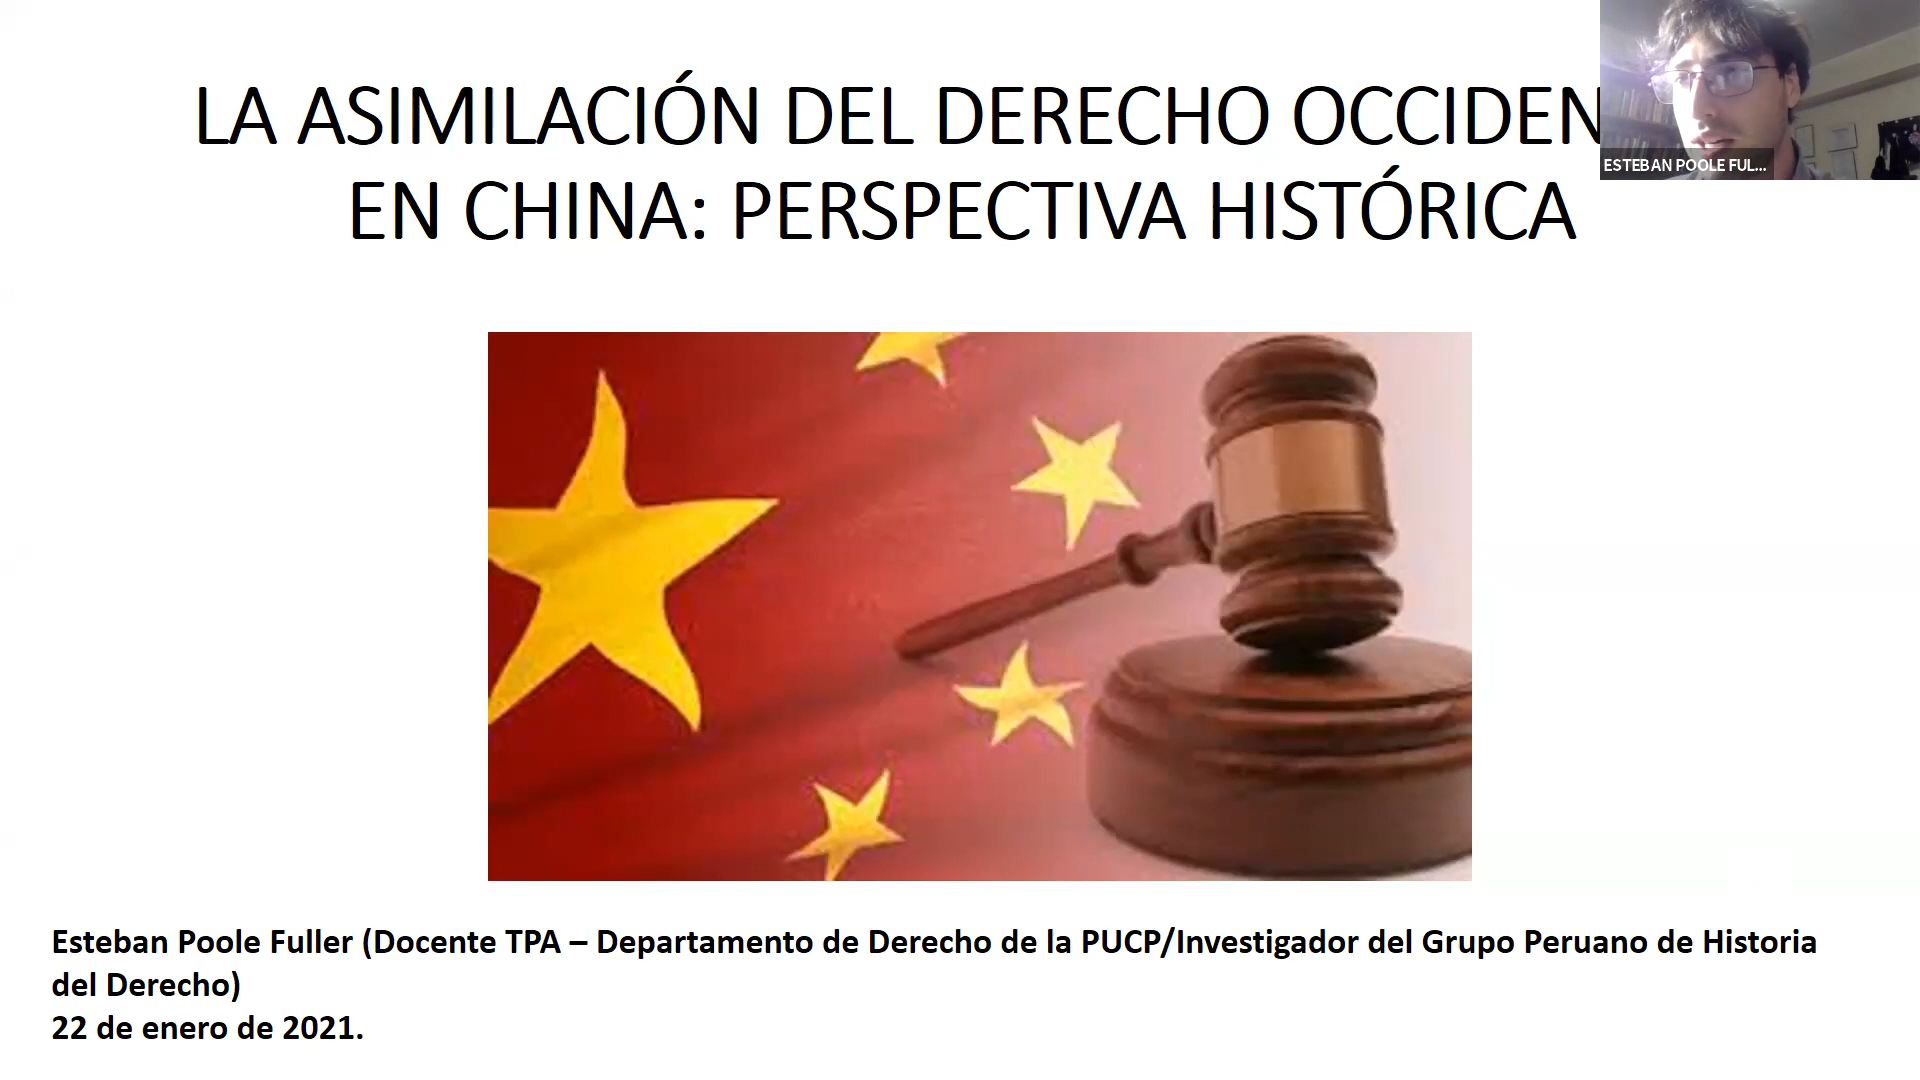 LA ASIMILACIÓN DEL DERECHO OCCIDEN
EN CHINA: PERSPECTIVA HISTÓRICA
ESTEBAN POOLE FUL...
Esteban Poole Fuller (Docente TPA – Departamento de Derecho de la PUCP/Investigador del Grupo Peruano de Historia
del Derecho)
22 de enero de 2021.